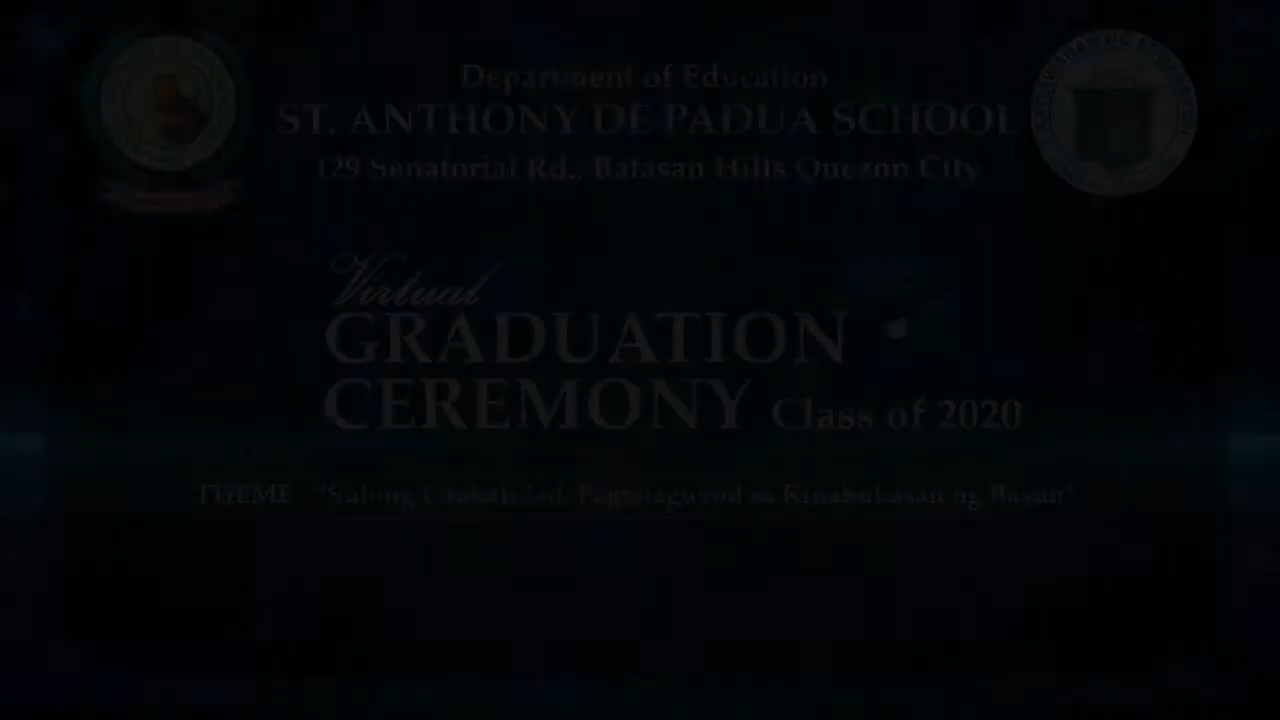 Department of Education
ST. ANTHONY DE PADUA SCHOOL
129 Senatorial Rd., Batasan Hills Quezon City
Virtual
GRADUATION
CEREMONY Class of 2020
THEME : "Sulong Pagtataguyod sa Kinabukasan ng Bayan"